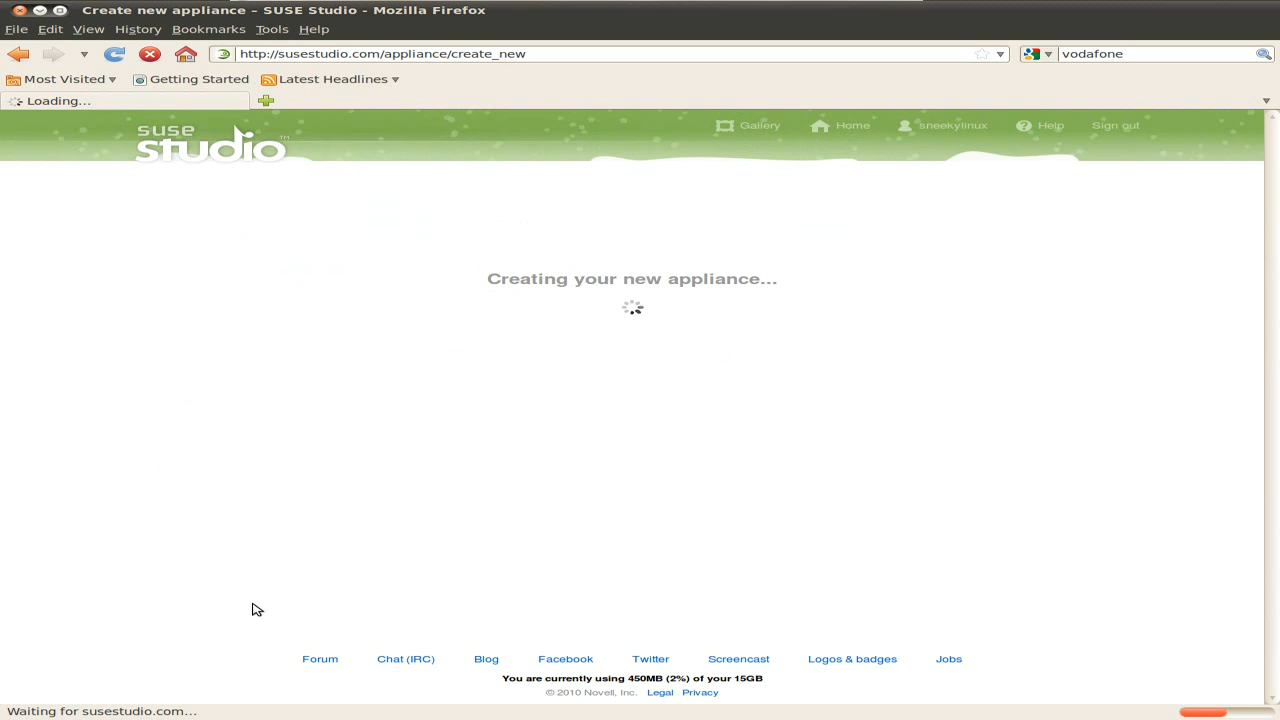 Create new appliance – SUSE Studio - Mozilla Firefox
File Edit View History Bookmarks Tools Help
http://susestudio.com/appliance/create_new vodafone
Most Visited Getting Started Latest Headlines
Loading...
suse studio™ Gallery Home sneekylinux Help Sign out
Creating your new appliance...
Forum Chat (IRC) Blog Facebook Twitter Screencast Logos & badges Jobs
You are currently using 450MB (2%) of your 15GB
© 2010 Novell, Inc. Legal Privacy
Waiting for susestudio.com...